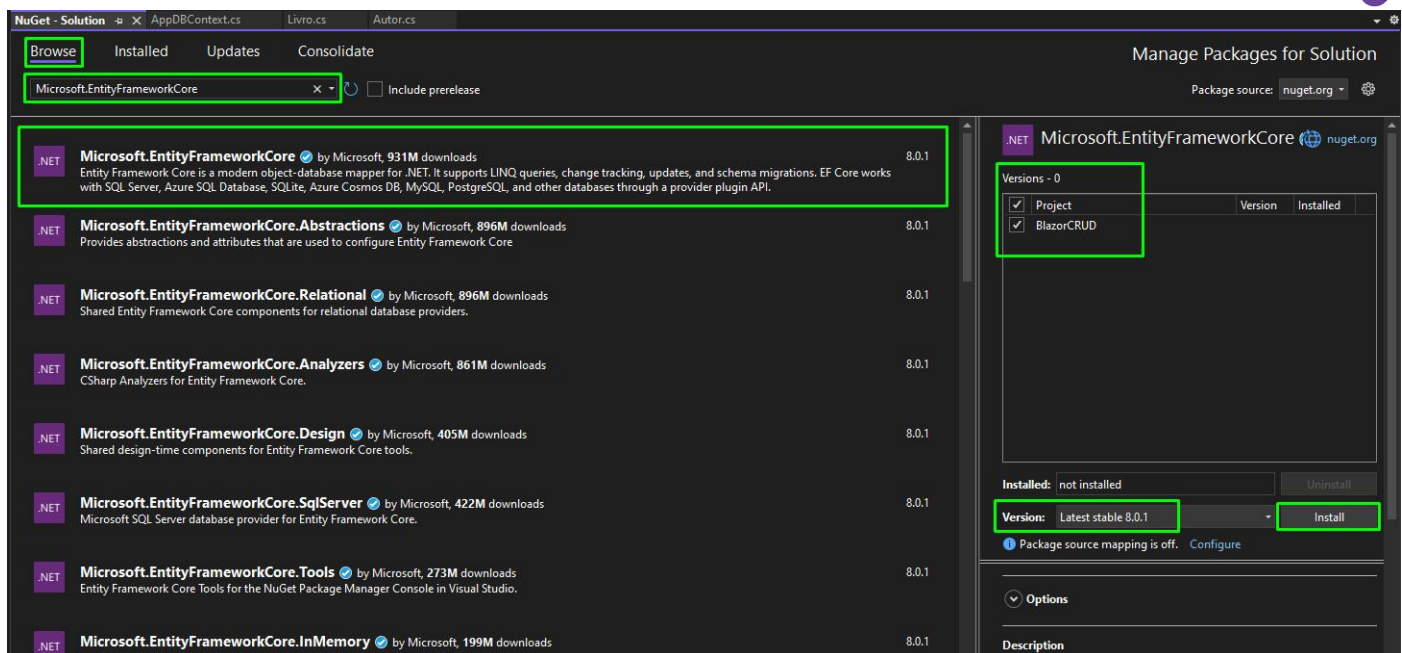 NuGet - Solution AppDBContext.cs Livro.cs Autor.cs
Browse Installed Updates Consolidate
Manage Packages for Solution
Microsoft.EntityFrameworkCore
Include prerelease
Package source: nuget.org
.NET
Microsoft.EntityFrameworkCore by Microsoft, 931M downloads
8.0.1
Entity Framework Core is a modern object-database mapper for .NET. It supports LINQ queries, change tracking, updates, and schema migrations. EF Core works
with SQL Server, Azure SQL Database, SQLite, Azure Cosmos DB, MySQL, PostgreSQL, and other databases through a provider plugin API.
.NET
Microsoft.EntityFrameworkCore.Abstractions by Microsoft, 896M downloads
8.0.1
Provides abstractions and attributes that are used to configure Entity Framework Core
.NET
Microsoft.EntityFrameworkCore.Relational by Microsoft, 896M downloads
8.0.1
Shared Entity Framework Core components for relational database providers.
.NET
Microsoft.EntityFrameworkCore.Analyzers by Microsoft, 861M downloads
8.0.1
CSharp Analyzers for Entity Framework Core.
.NET
Microsoft.EntityFrameworkCore.Design by Microsoft, 405M downloads
8.0.1
Shared design-time components for Entity Framework Core tools.
.NET
Microsoft.EntityFrameworkCore.SqlServer by Microsoft, 422M downloads
8.0.1
Microsoft SQL Server database provider for Entity Framework Core.
.NET
Microsoft.EntityFrameworkCore.Tools by Microsoft, 273M downloads
8.0.1
Entity Framework Core Tools for the NuGet Package Manager Console in Visual Studio.
.NET
Microsoft.EntityFrameworkCore.InMemory by Microsoft, 199M downloads
8.0.1
.NET
Microsoft.EntityFrameworkCore nuget.org
Versions - 0
Project Version Installed
BlazorCRUD
Installed: not installed Uninstall
Version: Latest stable 8.0.1 Install
Package source mapping is off. Configure
Options
Description